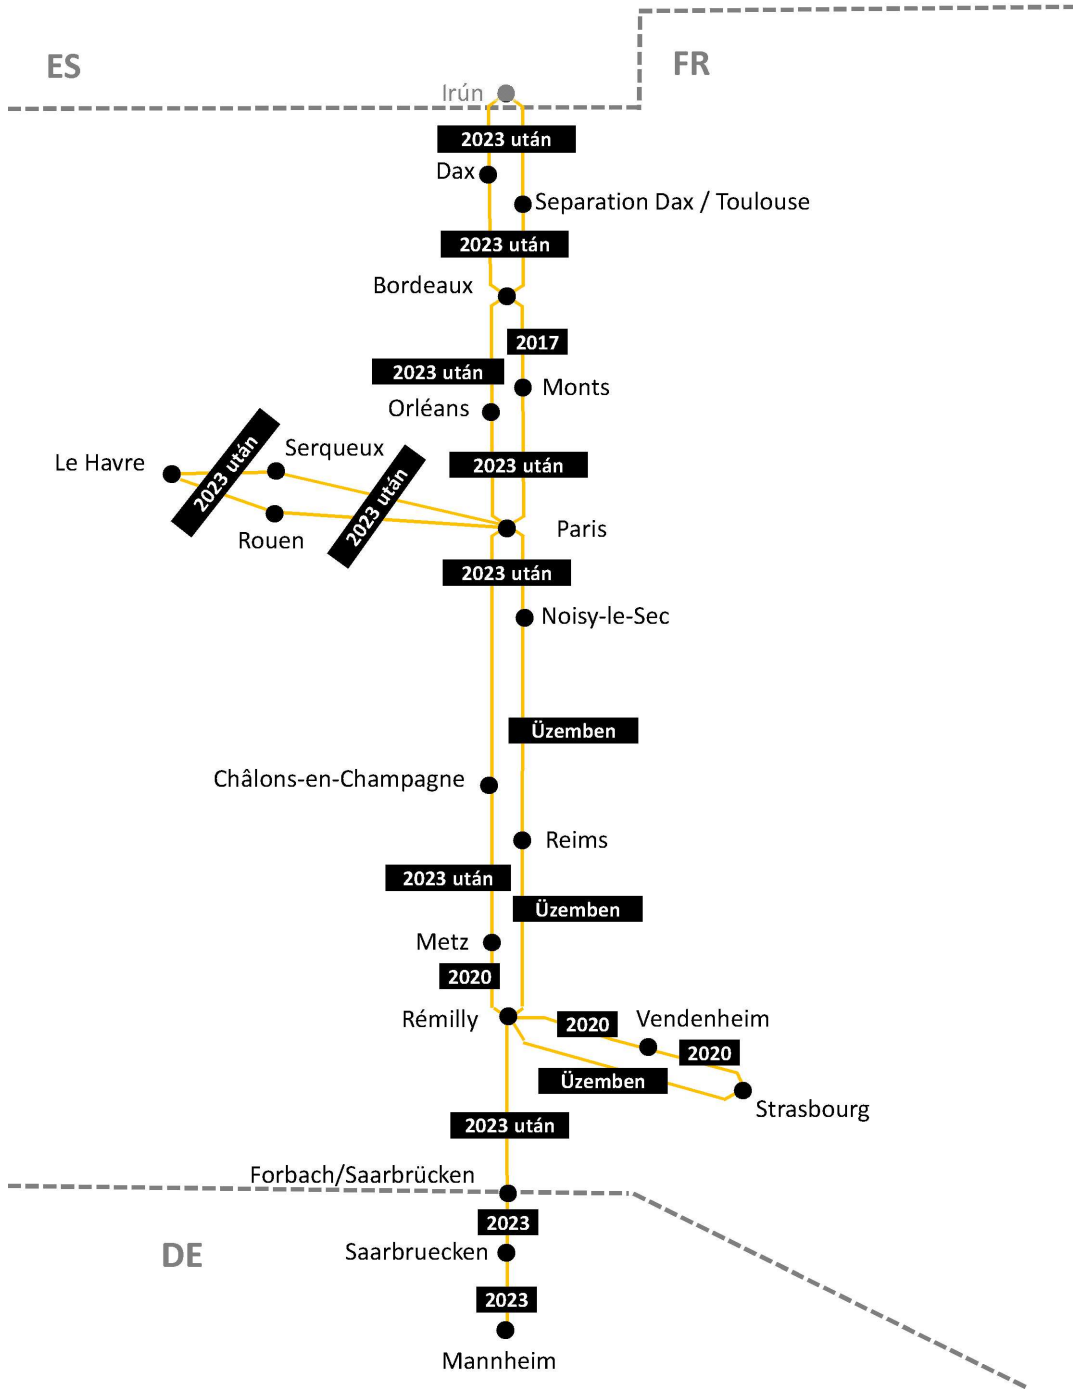 ES
FR
Irún
2023 után
Dax
Separation Dax / Toulouse
2023 után
Bordeaux
2017
2023 után
Monts
Orléans
2023 után
Serqueux
Le Havre
2023 után
2023 után
Rouen
Paris
2023 után
Noisy-le-Sec
Üzemben
Châlons-en-Champagne
Reims
2023 után
Üzemben
Metz
2020
Rémilly
2020
Vendenheim
2020
Üzemben
Strasbourg
2023 után
Forbach/Saarbrücken
2023
DE
Saarbruecken
2023
Mannheim